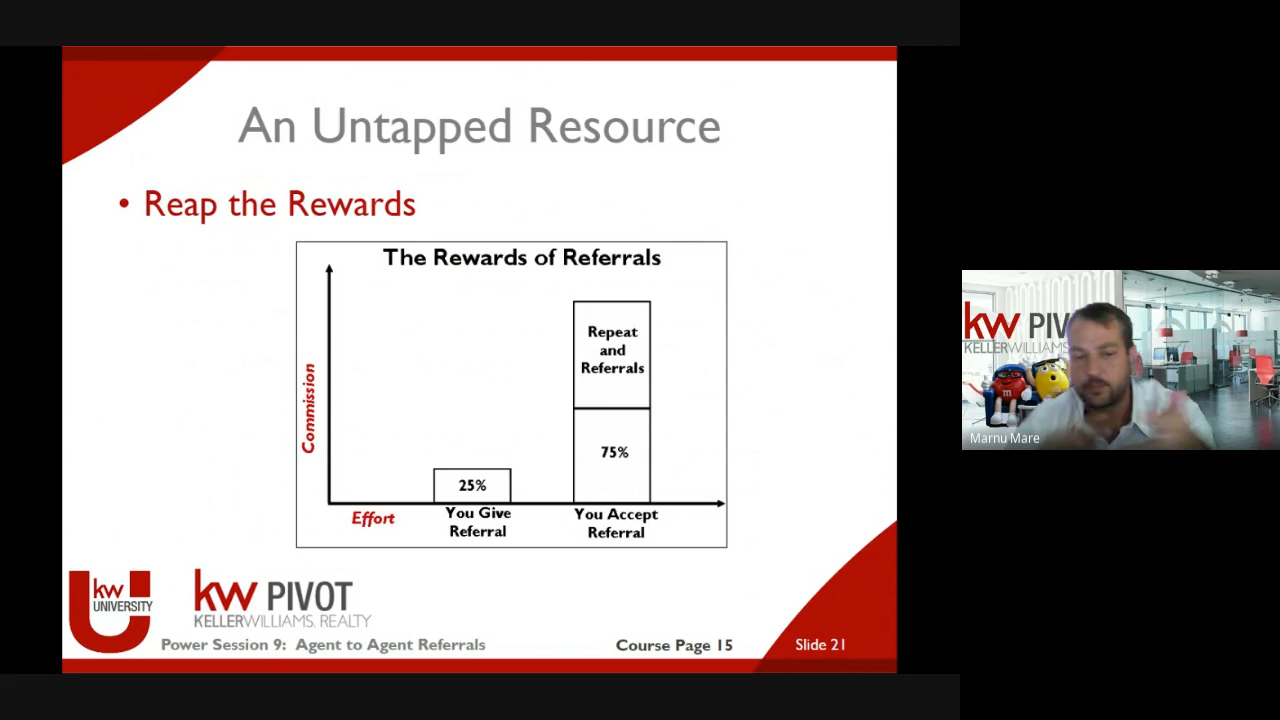 An Untapped Resource
• Reap the Rewards
The Rewards of Referrals
Commission
Repeat
and
Referrals
75%
25%
Effort
You Give
Referral
You Accept
Referral
kw
UNIVERSITY
kw PIVOT
KELLERWILLIAMS. REALTY
Power Session 9: Agent to Agent Referrals
Course Page 15
Slide 21
kw PIV
KELLERWILLIAMS
m
Marnu Mare